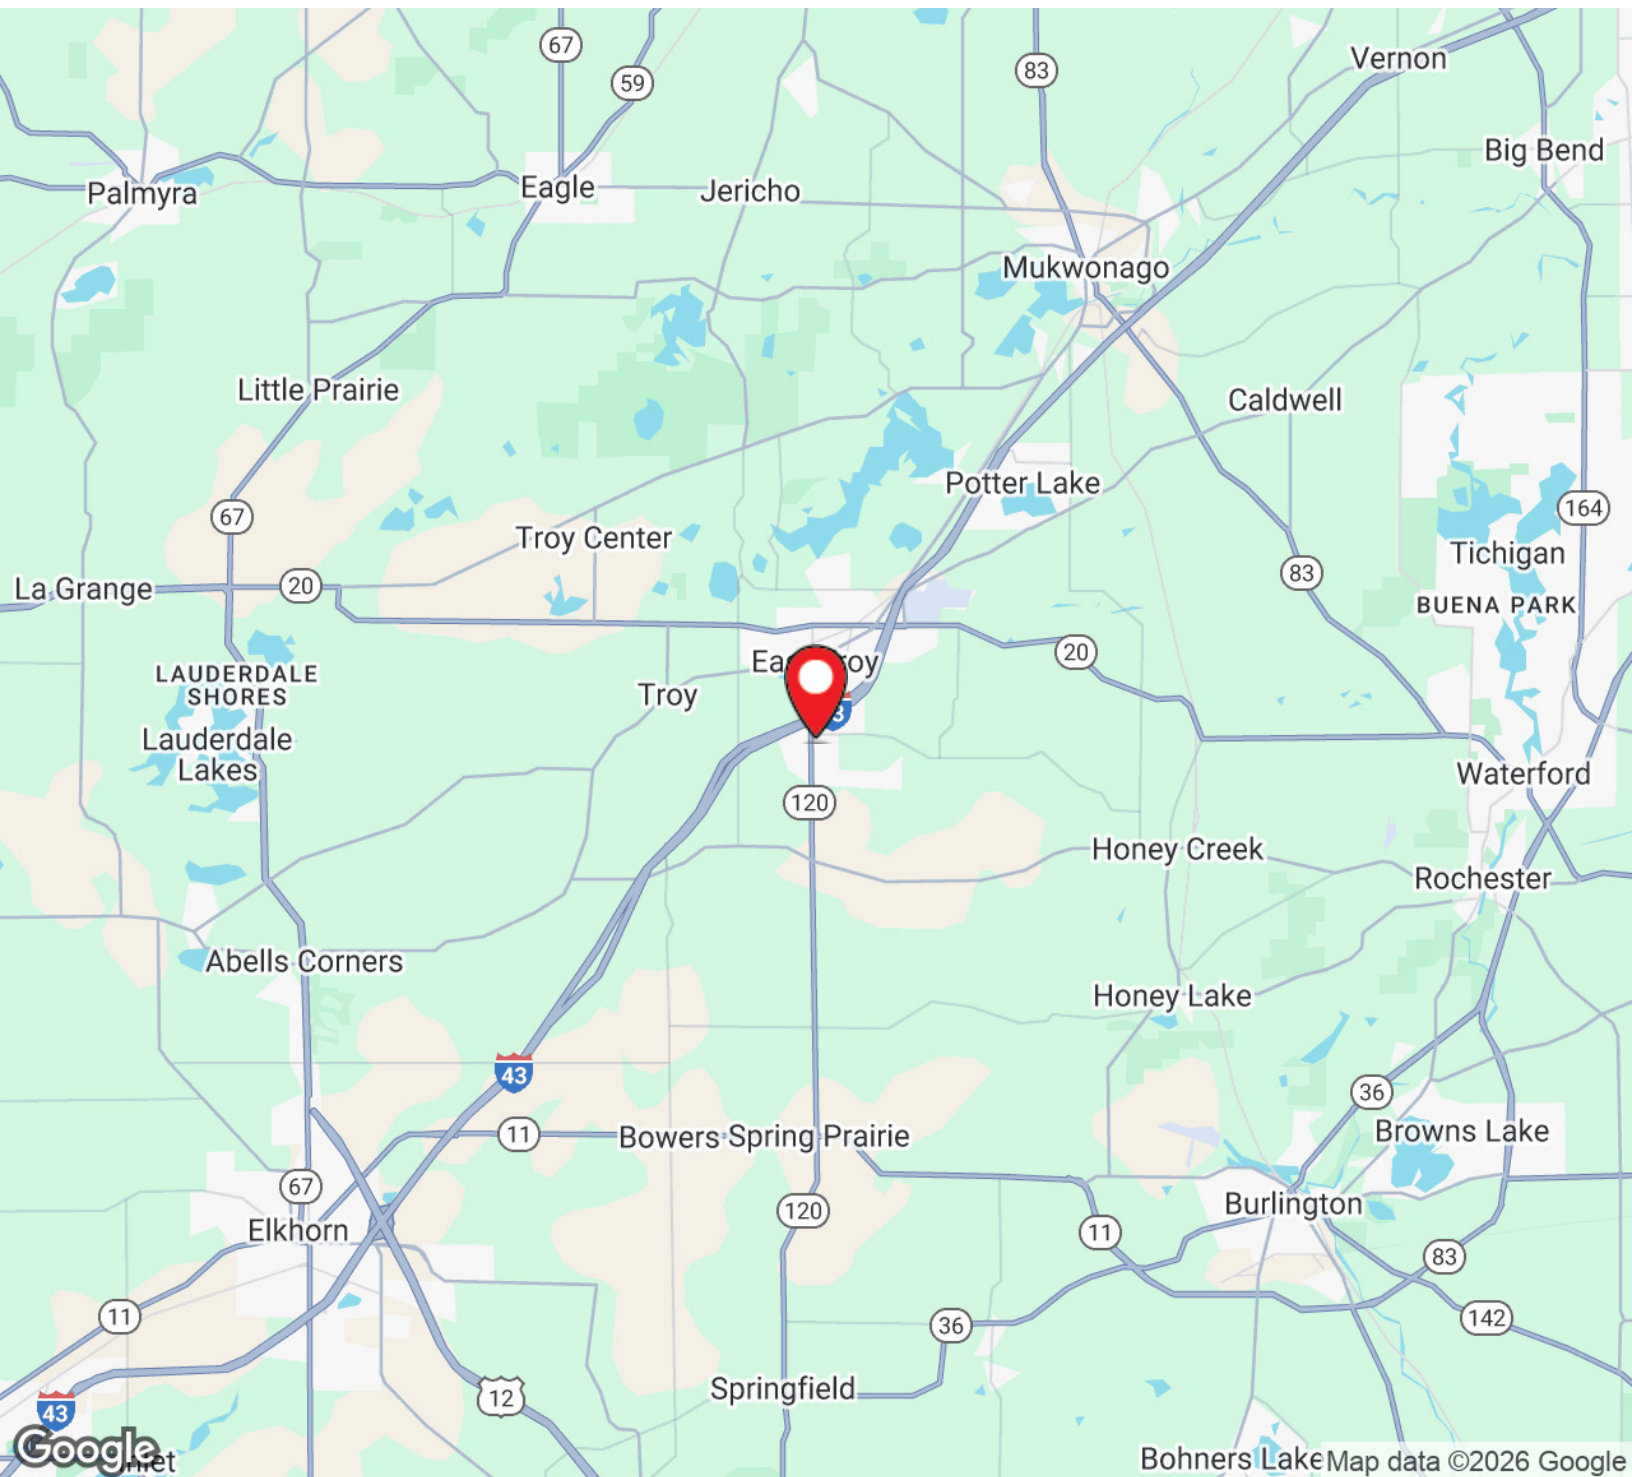 67
59
83
Vernon
Big Bend
Palmyra
Eagle
Jericho
Mukwonago
Little Prairie
Caldwell
Potter Lake
67
164
Troy Center
Tichigan
La Grange
20
83
BUENA PARK
20
LAUDERDALE
SHORES
Troy
Lauderdale
Lakes
Waterford
120
Honey Creek
Rochester
Abells Corners
Honey Lake
43
36
11
Bowers
Spring Prairie
Browns Lake
67
120
Burlington
Elkhorn
11
83
11
36
142
Springfield
12
43
Google
Bohners Lake
Map data ©2026 Google